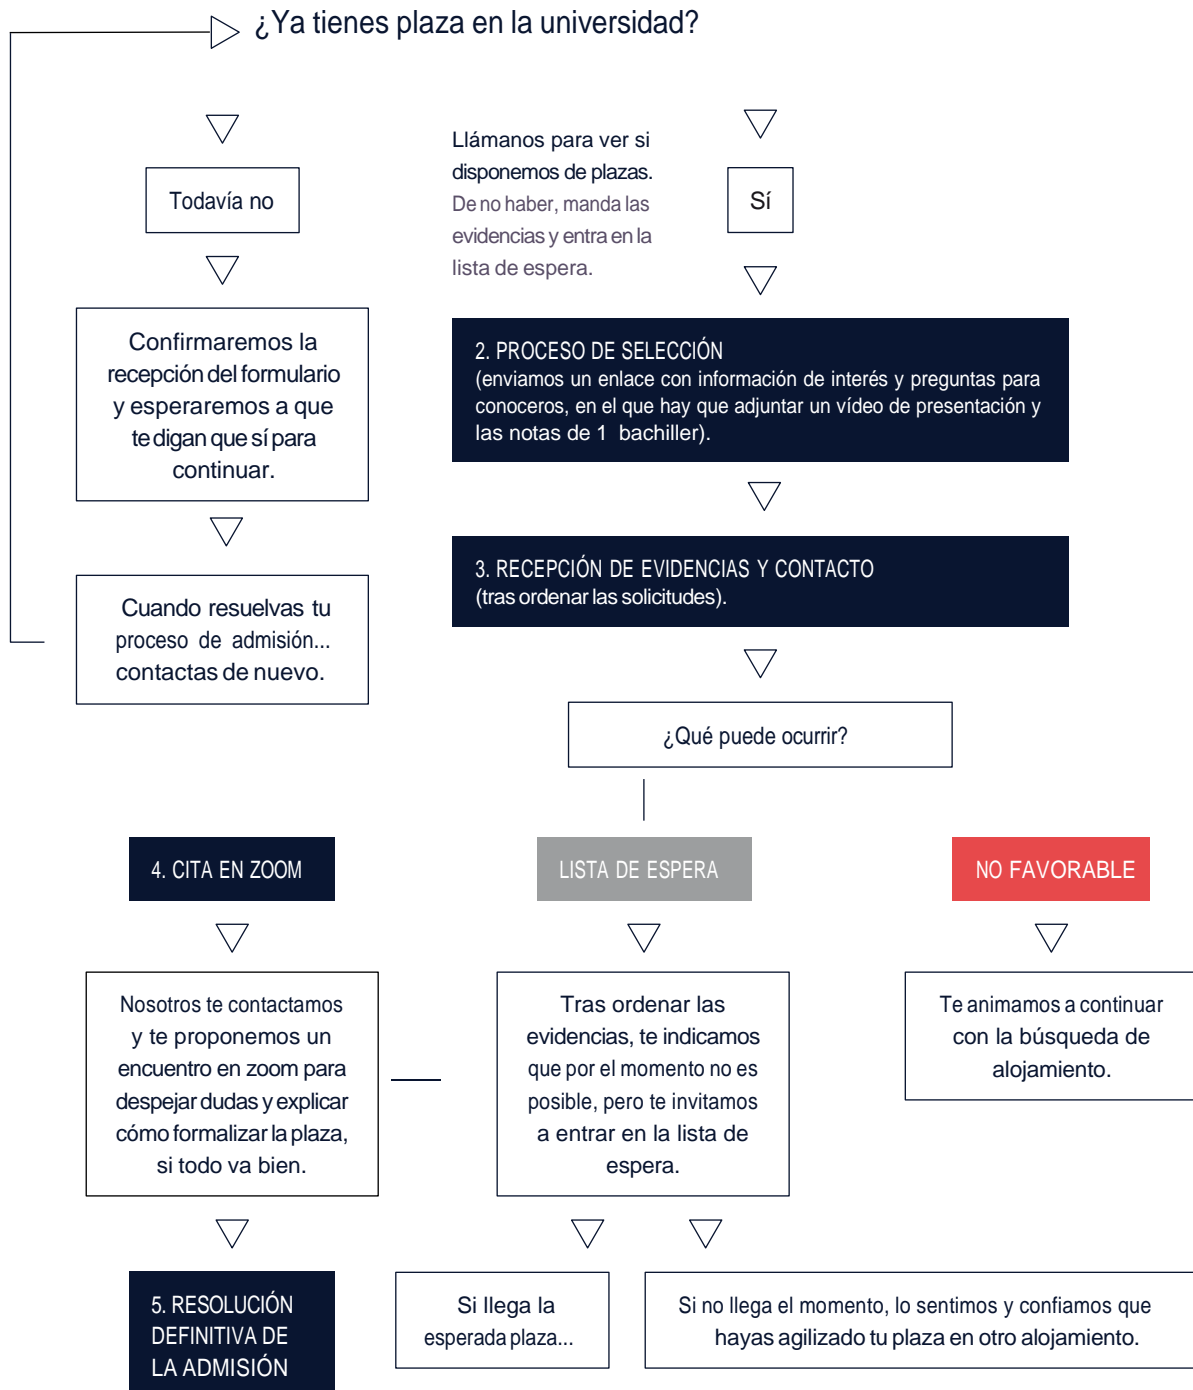 ¿Ya tienes plaza en la universidad?
Todavía no
Confirmaremos la
recepción del formulario
y esperaremos a que
te digan que sí para
continuar.
Cuando resuelvas tu
proceso de admisión...
contactas de nuevo.
Llámanos para ver si
disponemos de plazas.
De no haber, manda las
evidencias y entra en la
lista de espera.
Sí
2. PROCESO DE SELECCIÓN
(enviamos un enlace con información de interés y preguntas para
conoceros, en el que hay que adjuntar un vídeo de presentación y
las notas de 1 bachiller).
3. RECEPCIÓN DE EVIDENCIAS Y CONTACTO
(tras ordenar las solicitudes).
¿Qué puede ocurrir?
4. CITA EN ZOOM
Nosotros te contactamos
y te proponemos un
encuentro en zoom para
despejar dudas y explicar
cómo formalizar la plaza,
si todo va bien.
5. RESOLUCIÓN
DEFINITIVA DE
LA ADMISIÓN
LISTA DE ESPERA
Tras ordenar las
evidencias, te indicamos
que por el momento no es
posible, pero te invitamos
a entrar en la lista de
espera.
Si llega la
esperada plaza...
Si no llega el momento, lo sentimos y confiamos que
hayas agilizado tu plaza en otro alojamiento.
NO FAVORABLE
Te animamos a continuar
con la búsqueda de
alojamiento.